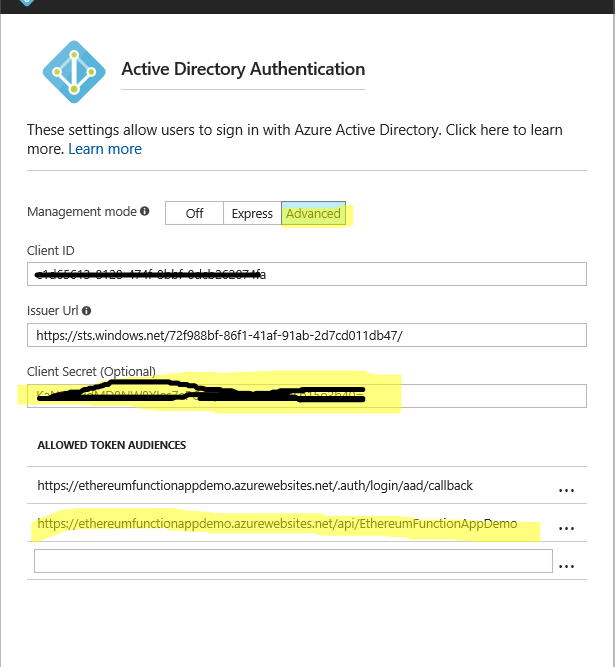 Active Directory Authentication
These settings allow users to sign in with Azure Active Directory. Click here to learn
more. Learn more
Management mode Off Express Advanced
Client ID
Issuer Url
https://sts.windows.net/72f988bf-86f1-41af-91ab-2d7cd011db47/
Client Secret (Optional)
ALLOWED TOKEN AUDIENCES
https://ethereumfunctionappdemo.azurewebsites.net/.auth/login/aad/callback ...
https://ethereumfunctionappdemo.azurewebsites.net/api/EthereumFunctionAppDemo ...
...